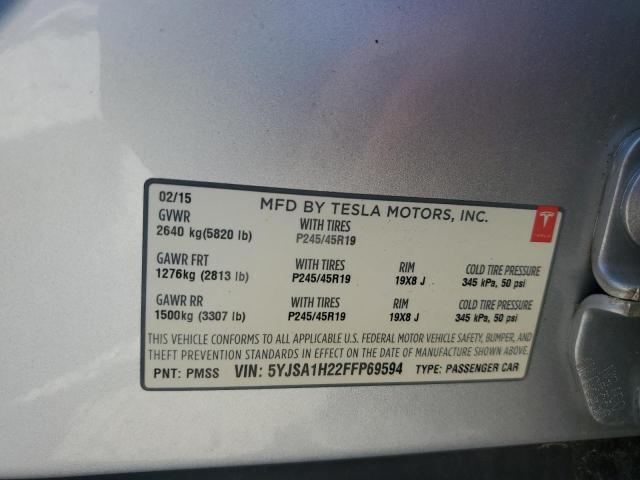 02/15
MFD BY TESLA MOTORS, INC.
GVWR
2640 kg(5820 lb)
WITH TIRES
P245/45R19
GAWR FRT
1276kg (2813 lb)
WITH TIRES
P245/45R19
RIM
19X8 J
COLD TIRE PRESSURE
345 kPa, 50 psi
GAWR RR
1500kg (3307 lb)
WITH TIRES
P245/45R19
RIM
19X8 J
COLD TIRE PRESSURE
345 kPa, 50 psi
THIS VEHICLE CONFORMS TO ALL APPLICABLE U.S. FEDERAL MOTOR VEHICLE SAFETY, BUMPER, AND
THEFT PREVENTION STANDARDS IN EFFECT ON THE DATE OF MANUFACTURE SHOWN ABOVE.
PNT: PMSS VIN: 5YJSA1H22FFP69594 TYPE: PASSENGER CAR